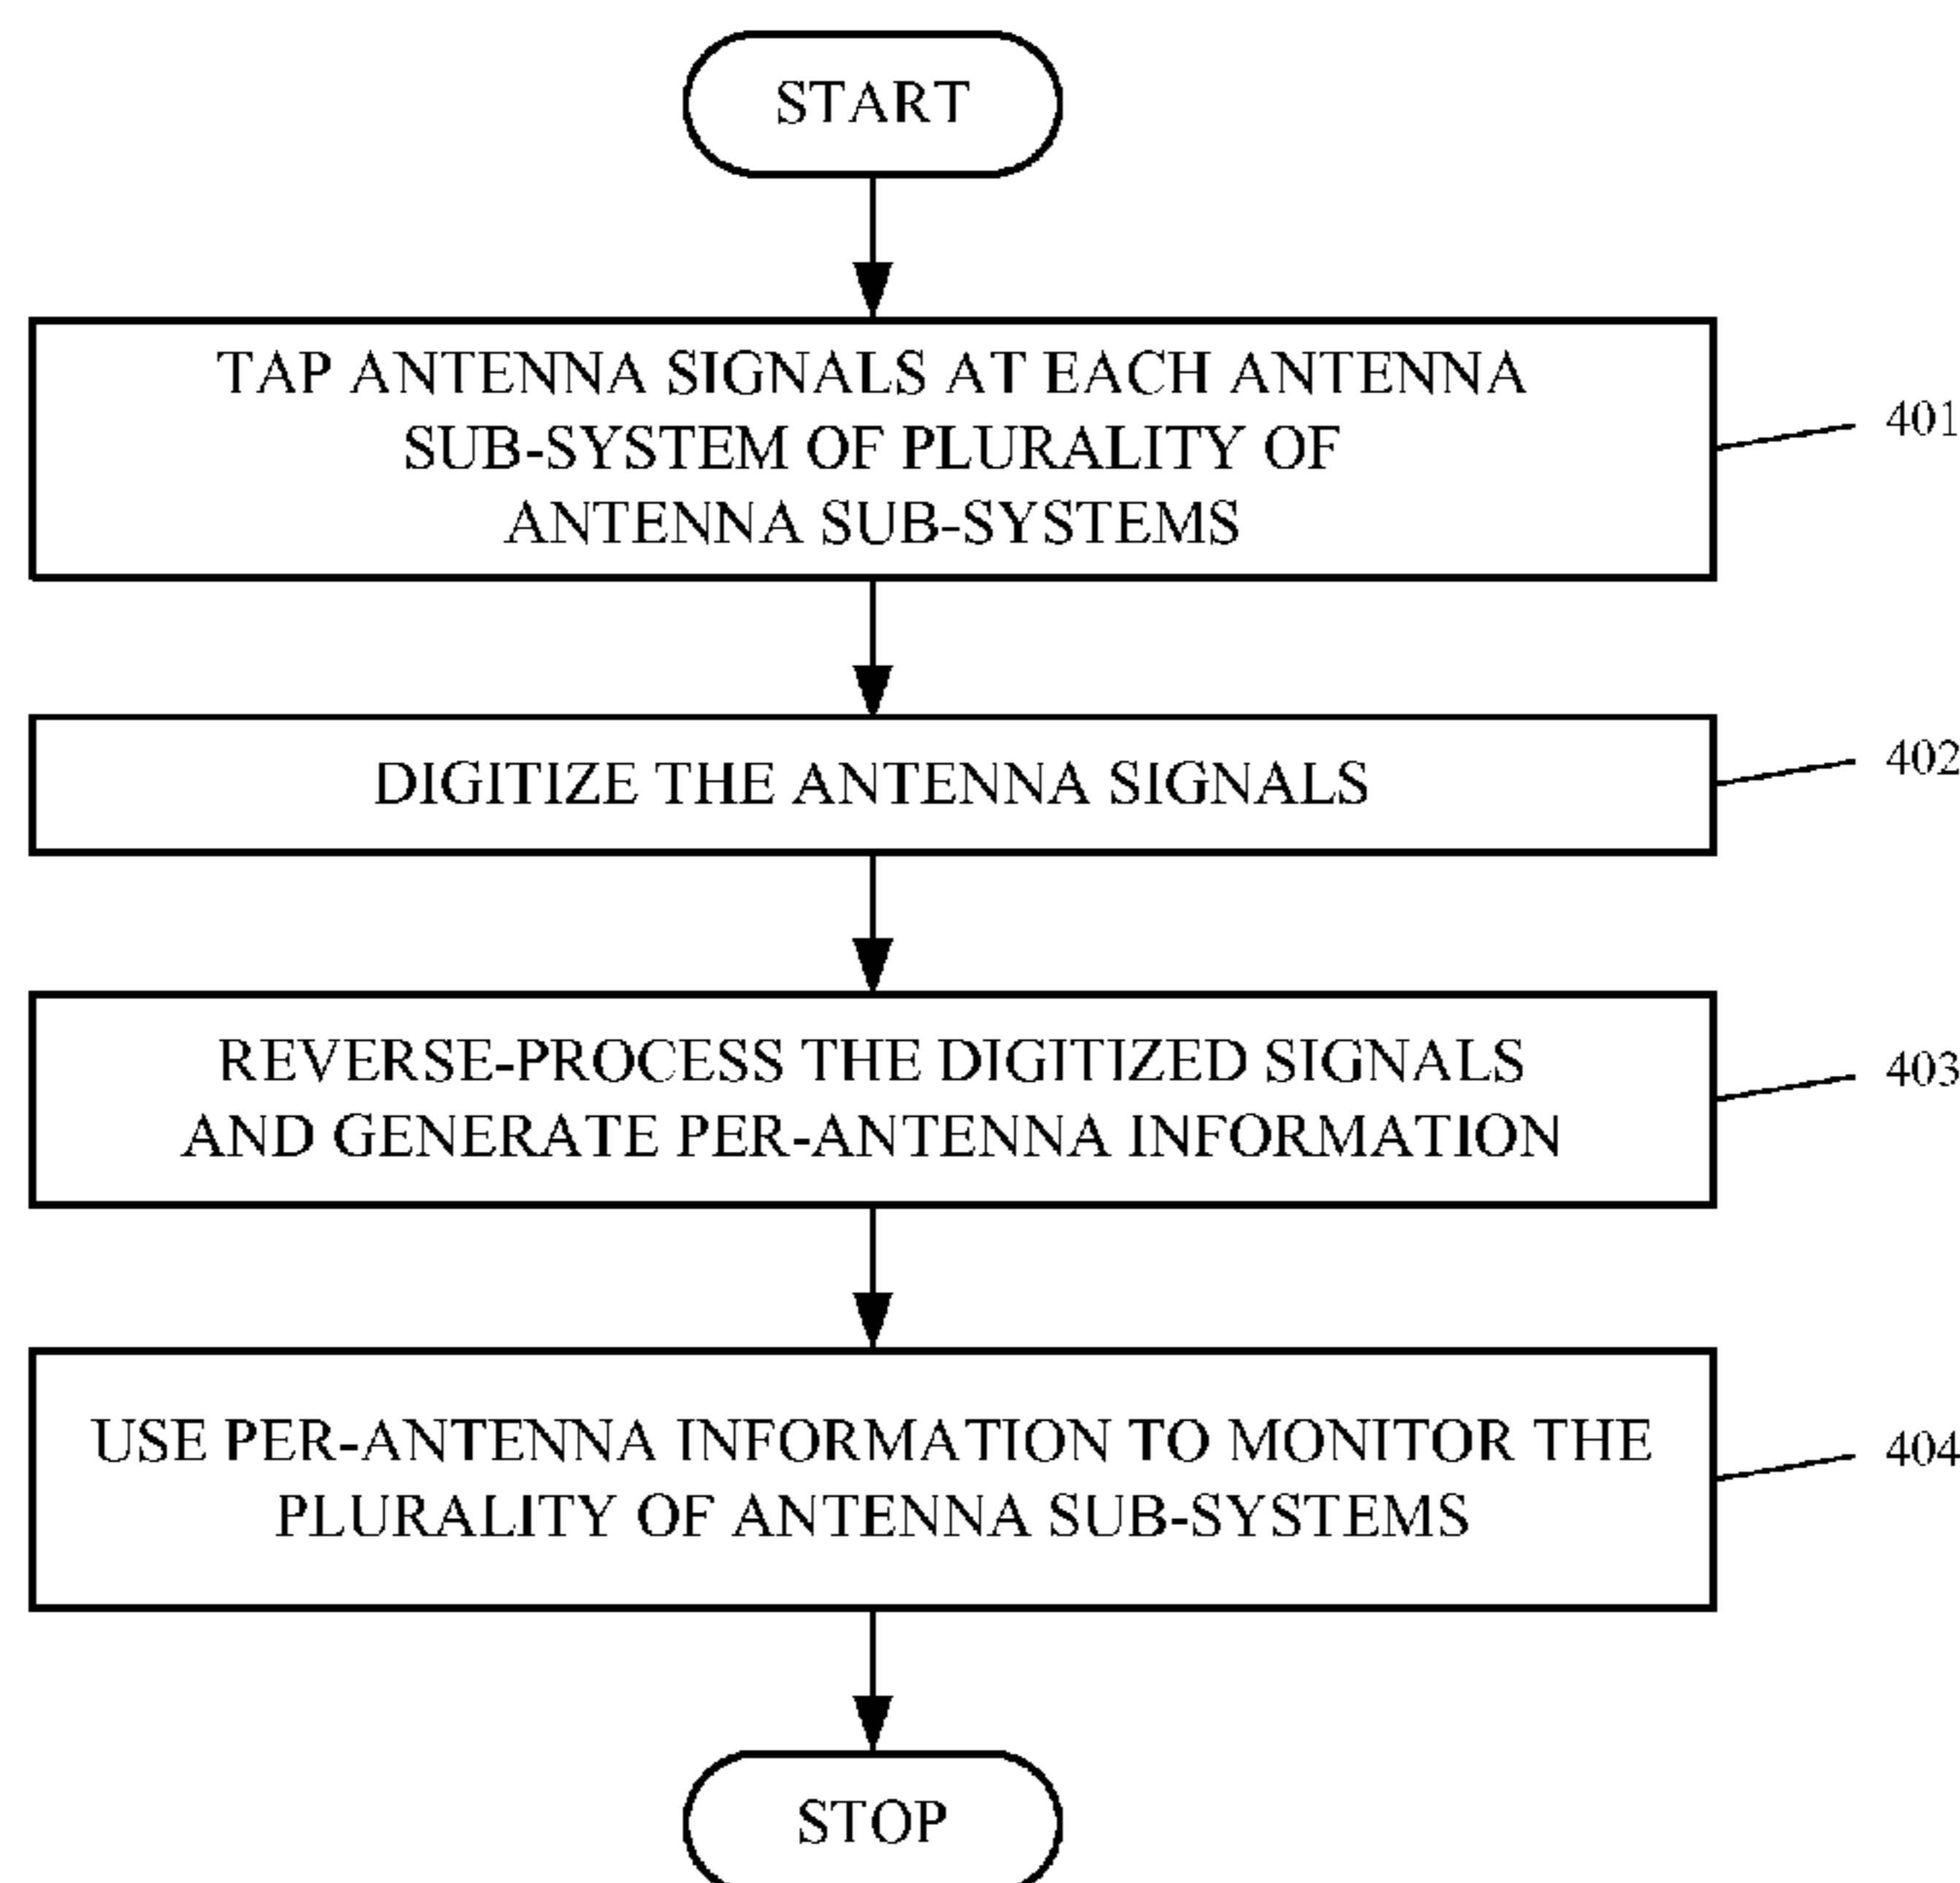 START
TAP ANTENNA SIGNALS AT EACH ANTENNA
SUB-SYSTEM OF PLURALITY OF
ANTENNA SUB-SYSTEMS
401
DIGITIZE THE ANTENNA SIGNALS
402
REVERSE-PROCESS THE DIGITIZED SIGNALS
AND GENERATE PER-ANTENNA INFORMATION
403
USE PER-ANTENNA INFORMATION TO MONITOR THE
PLURALITY OF ANTENNA SUB-SYSTEMS
404
STOP